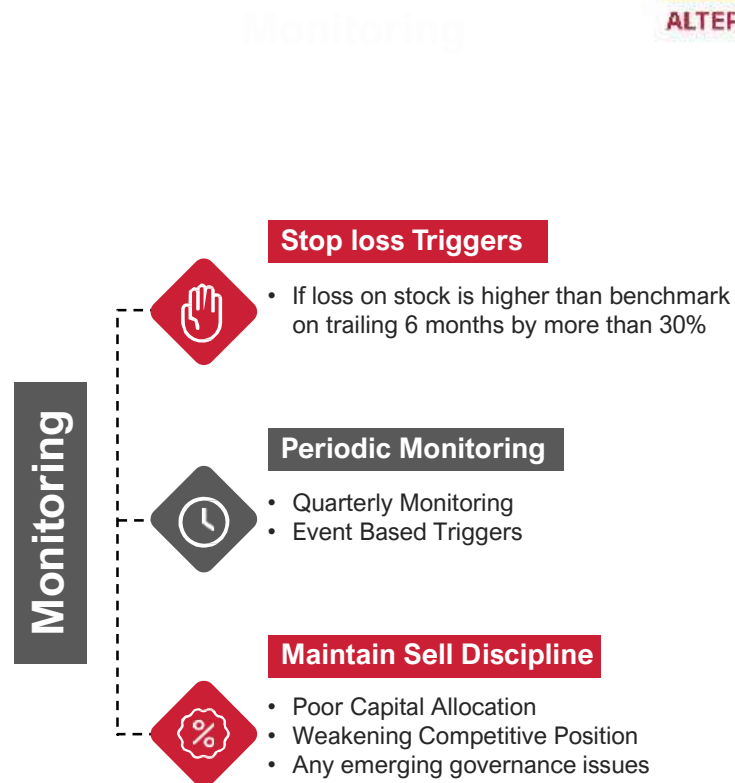 Monitoring
ALTER
Stop loss Triggers
• If loss on stock is higher than benchmark
on trailing 6 months by more than 30%
Monitoring
Periodic Monitoring
• Quarterly Monitoring
• Event Based Triggers
Maintain Sell Discipline
• Poor Capital Allocation
• Weakening Competitive Position
• Any emerging governance issues
%